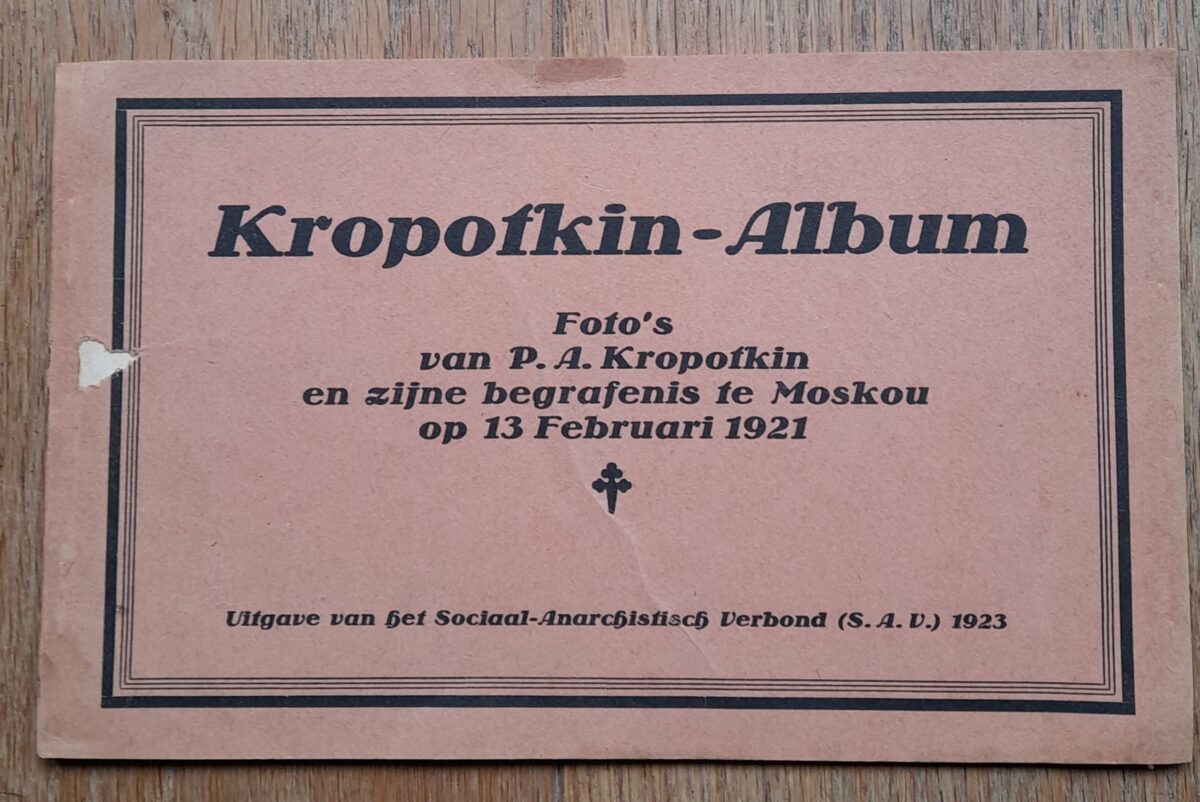 Kropotkin-Album
Foto's
van P. A. Kropotkin
en zijne begrafenis te Moskou
op 13 Februari 1921
Uitgave van het Sociaal-Anarchistisch Verbond (S. A. V.) 1923